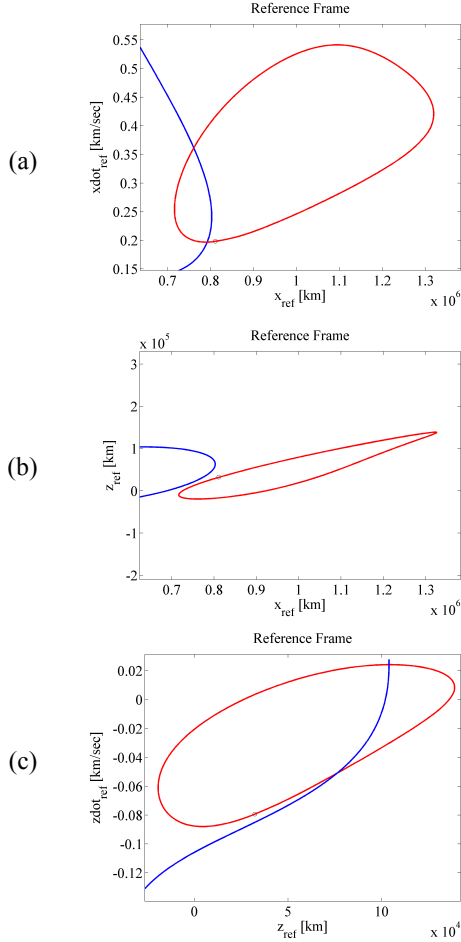 Reference Frame
(a)
xdot_ref [km/sec]
0.55
0.5
0.45
0.4
0.35
0.3
0.25
0.2
0.15
0.7 0.8 0.9 1 1.1 1.2 1.3
x_ref [km]
x 10^6
x 10^5
Reference Frame
(b)
z_ref [km]
3
2
1
0
-1
-2
0.7 0.8 0.9 1 1.1 1.2 1.3
x_ref [km]
x 10^6
Reference Frame
(c)
zdot_ref [km/sec]
0.02
0
-0.02
-0.04
-0.06
-0.08
-0.1
-0.12
0 5 10
z_ref [km]
x 10^4